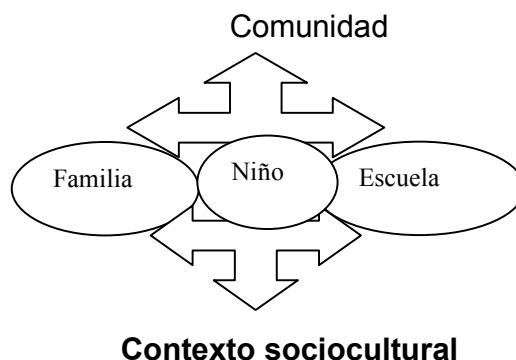 Comunidad
Familia
Niño
Escuela
Contexto sociocultural